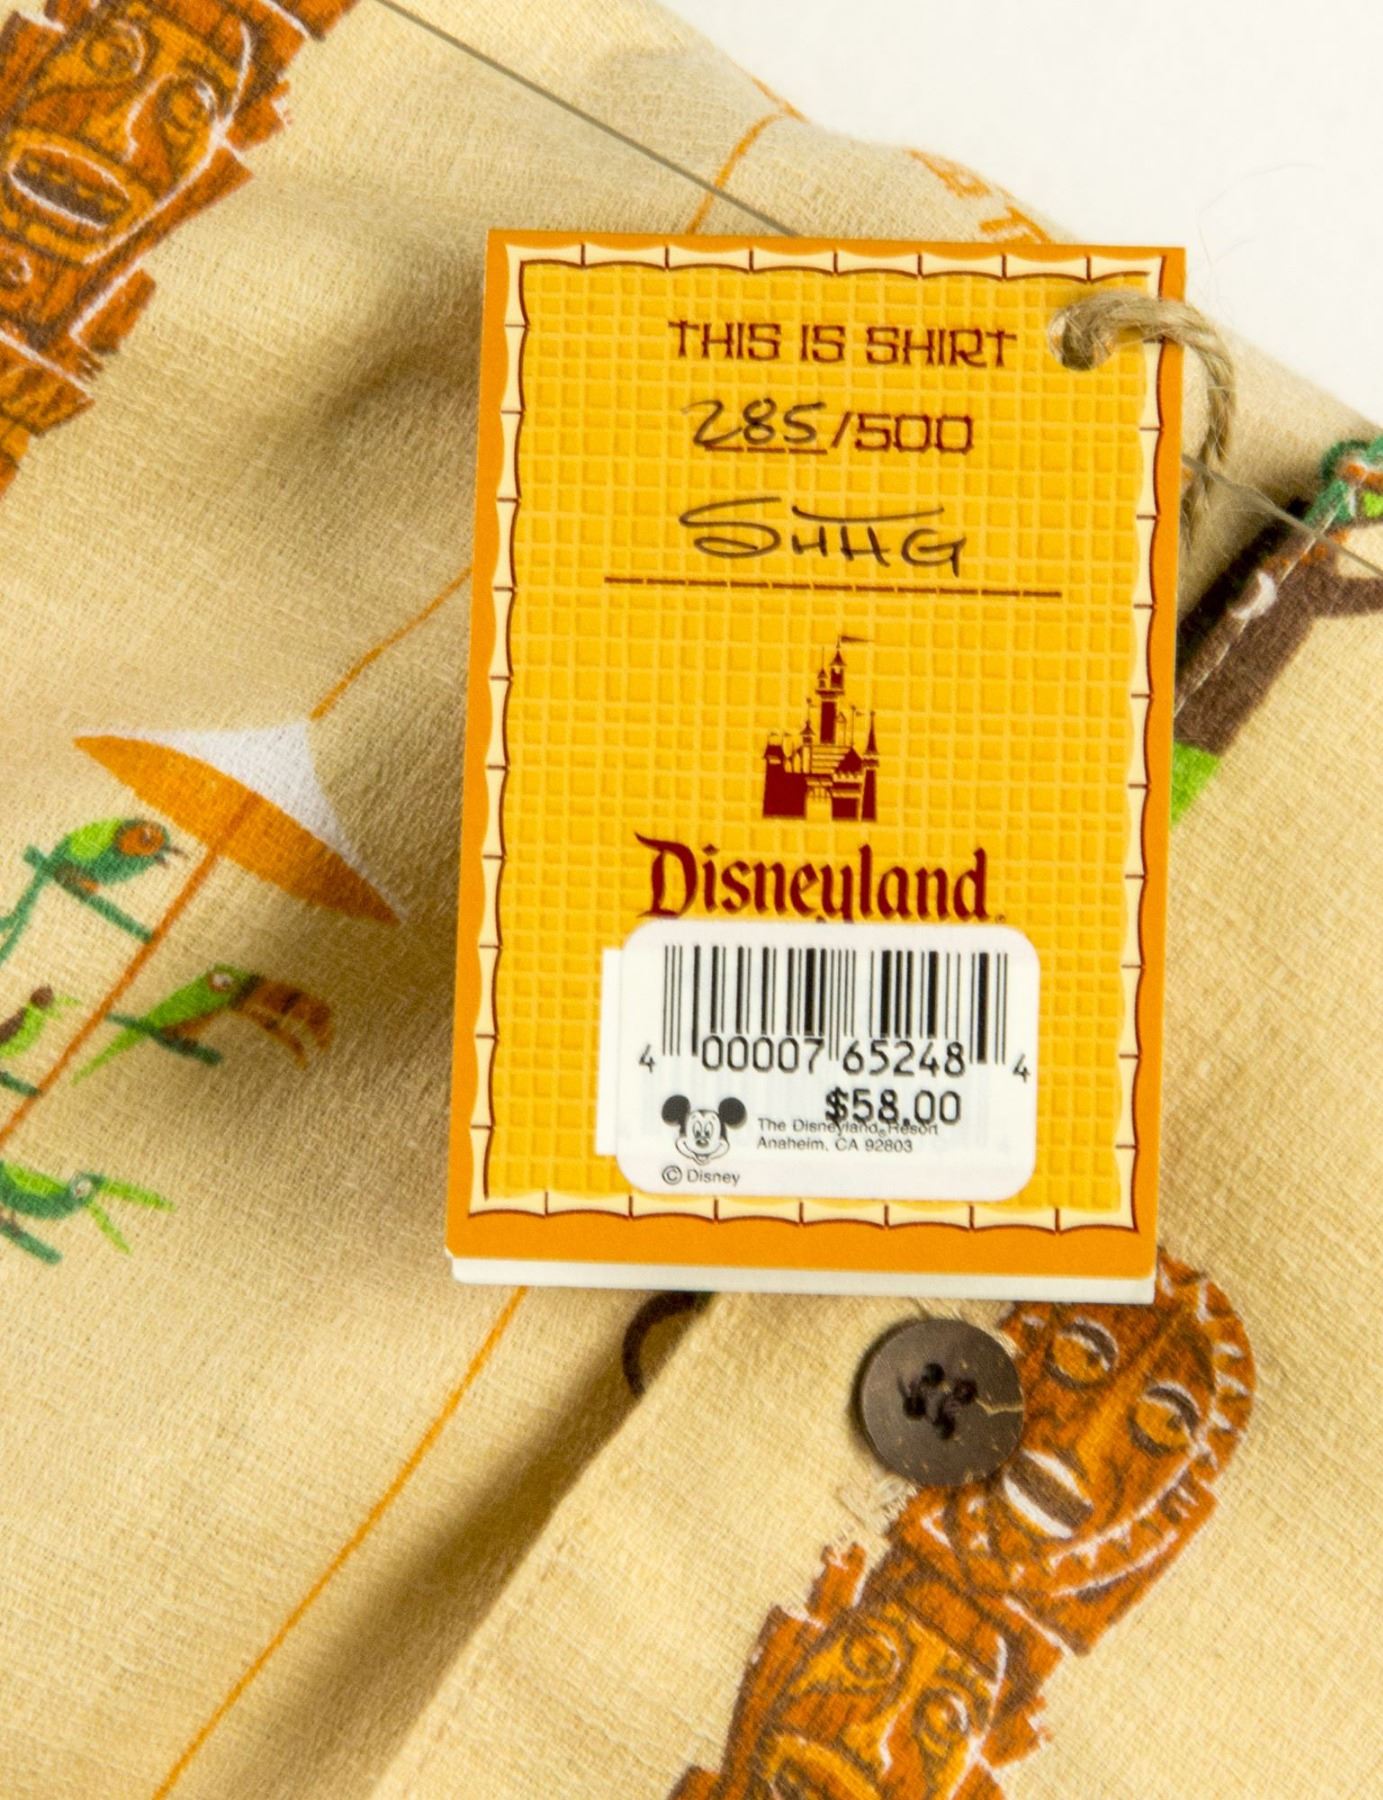 THIS IS SHIRT
285/500
SHAG
Disneyland
4 00007 65248 4
$58.00
The Disneyland Resort
Anaheim, CA 92803
© Disney